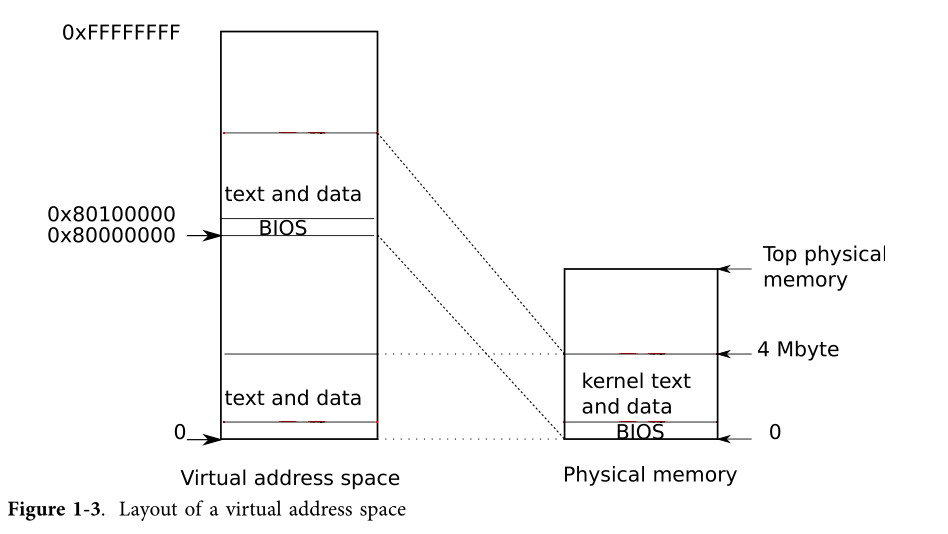 0xFFFFFFFF
text and data
0x80100000
BIOS
0x80000000
Top physical
memory
4 Mbyte
kernel text
and data
text and data
0
BIOS
0
Virtual address space
Physical memory
Figure 1-3. Layout of a virtual address space